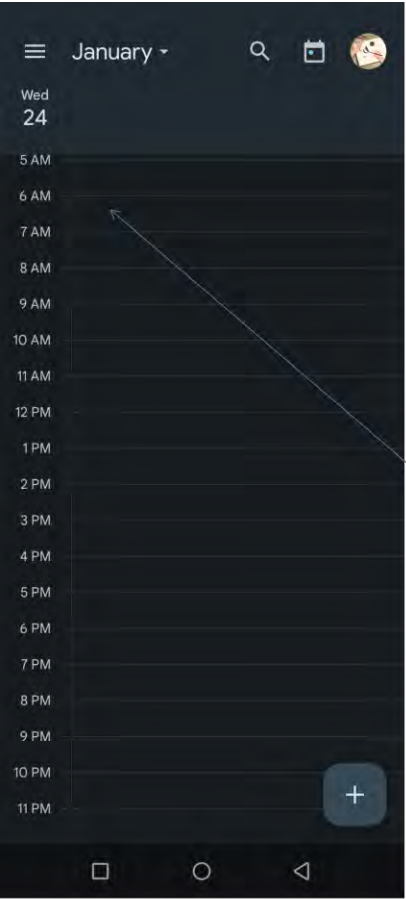 January
Wed
24
5 AM
6 AM
7 AM
8 AM
9 AM
10 AM
11 AM
12 PM
1 PM
2 PM
3 PM
4 PM
5 PM
6 PM
7 PM
8 PM
9 PM
10 PM
11 PM